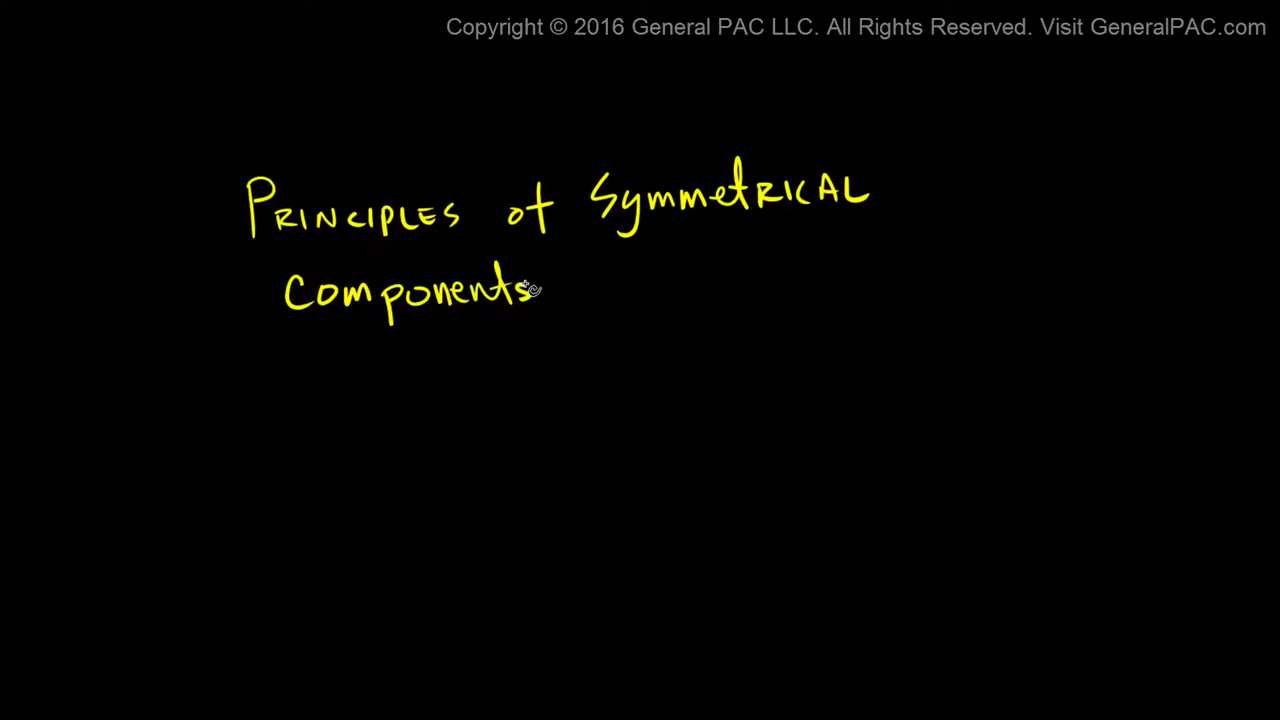 Copyright © 2016 General PAC LLC. All Rights Reserved. Visit GeneralPAC.com
PRINCIPLES of SymmetRICAL
Components